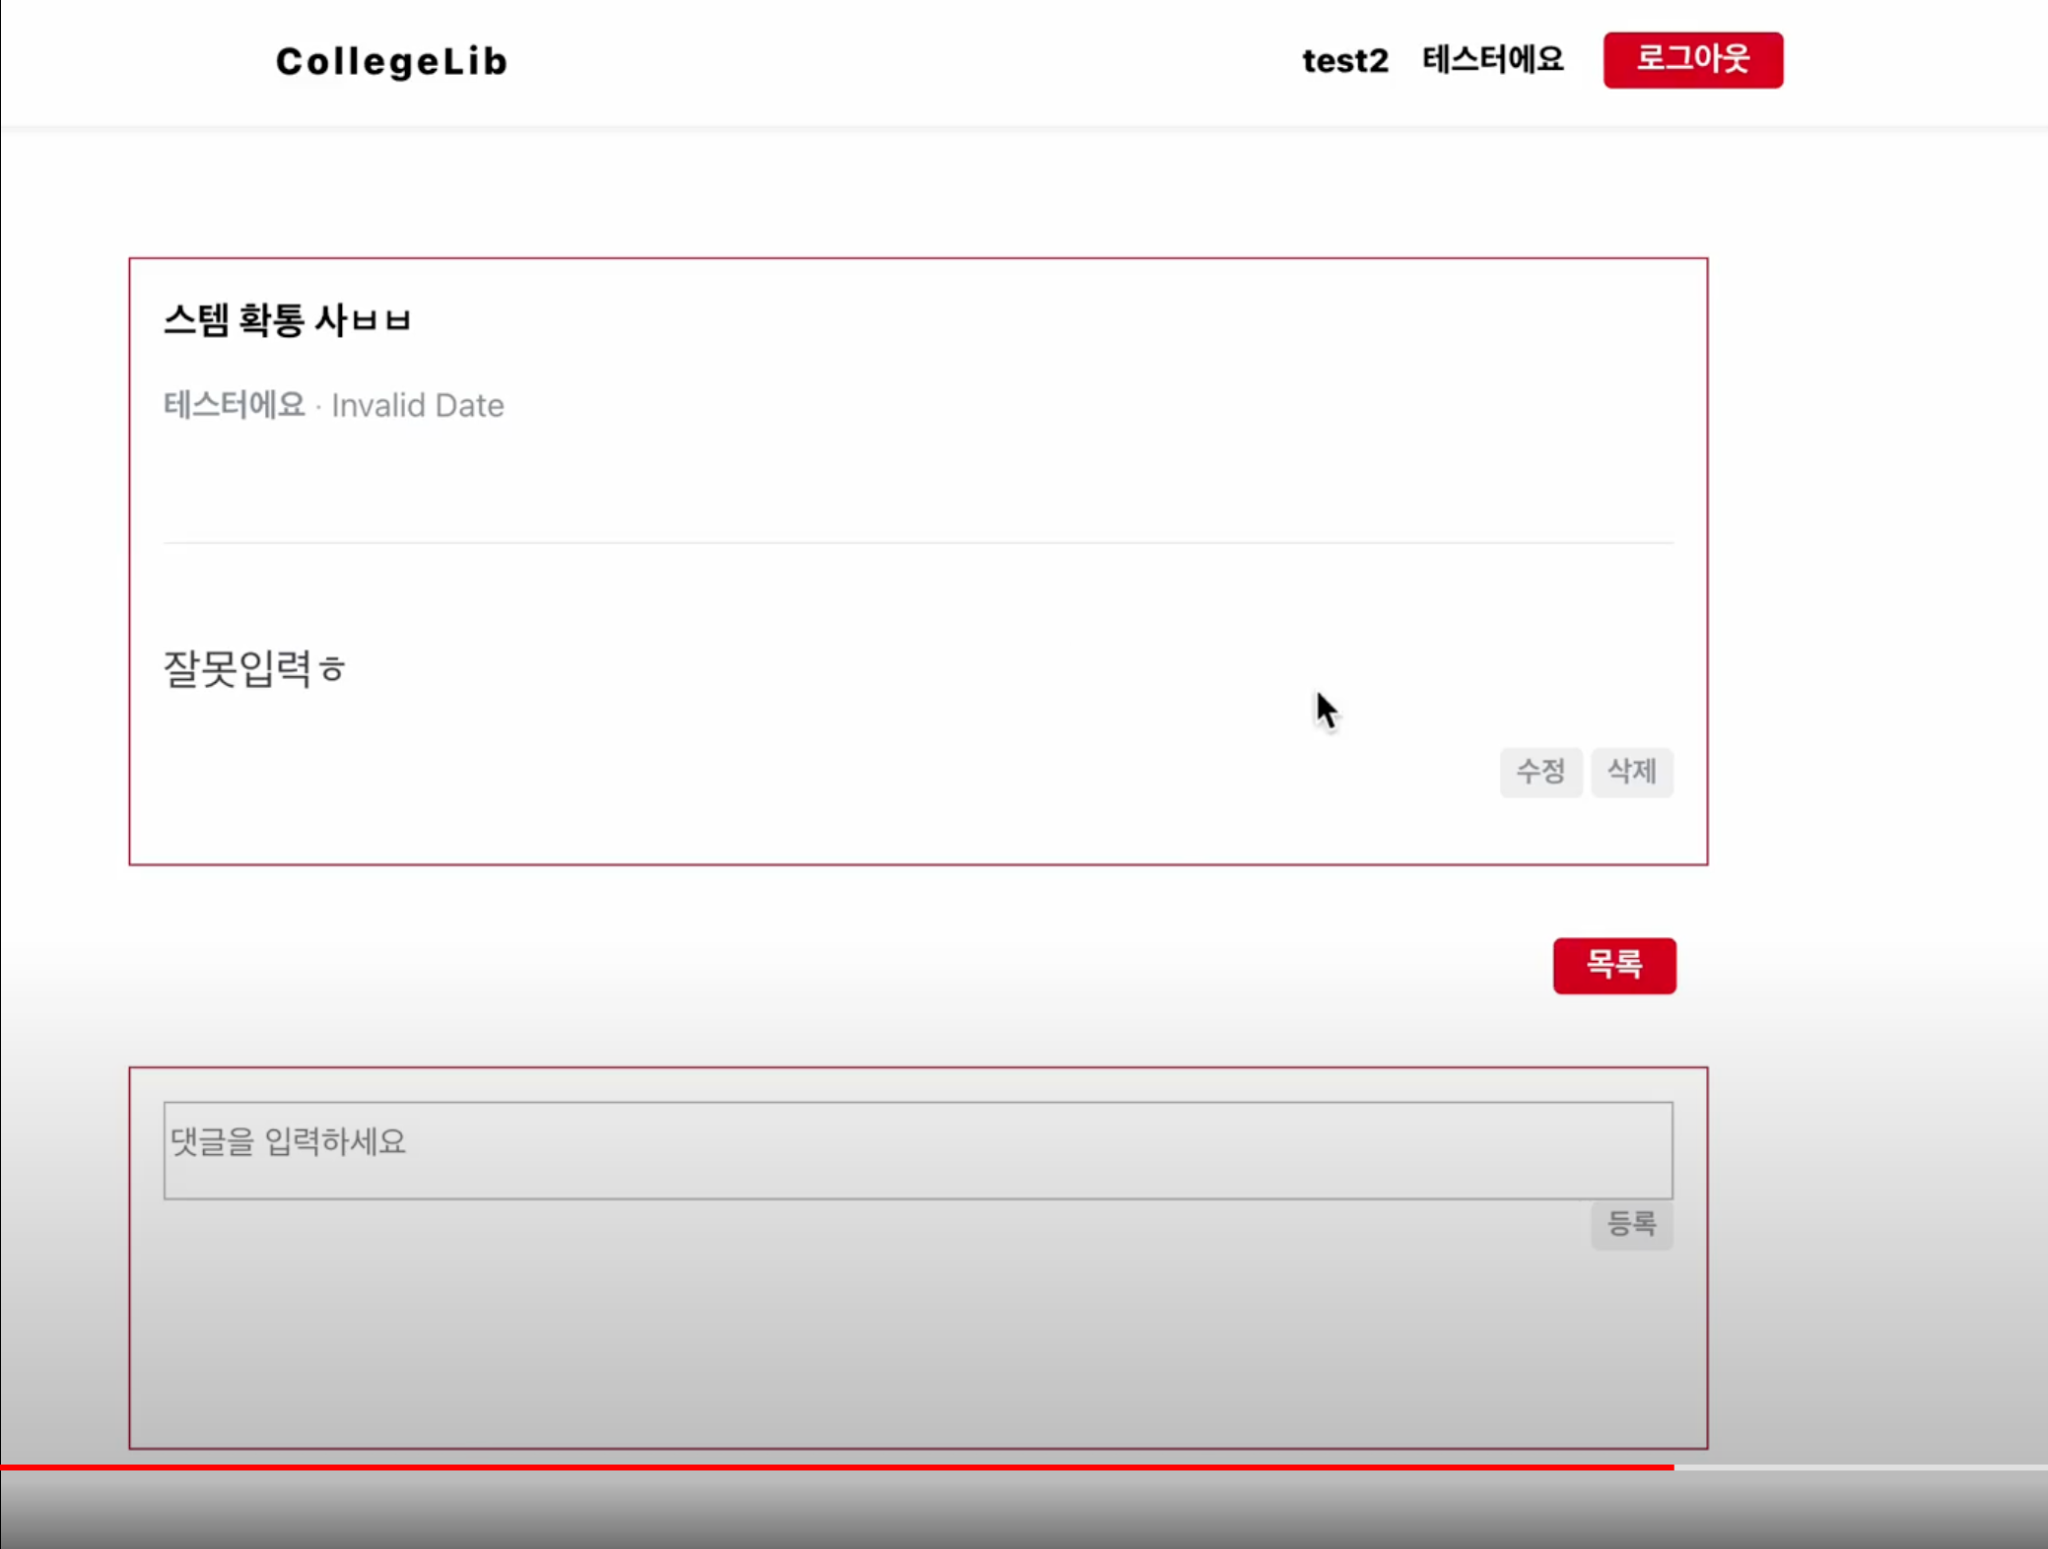 CollegeLib
test2 테스터에요 로그아웃
스템 확통 사ㅂㅂ
테스터에요 · Invalid Date
잘못입력ㅎ
수정 삭제
목록
댓글을 입력하세요
등록